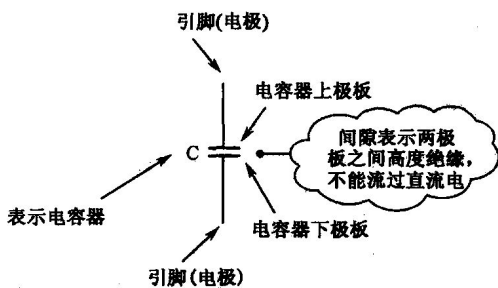 引脚(电极)
电容器上极板
间隙表示两极
板之间高度绝缘，
不能流过直流电
C
表示电容器
电容器下极板
引脚(电极)